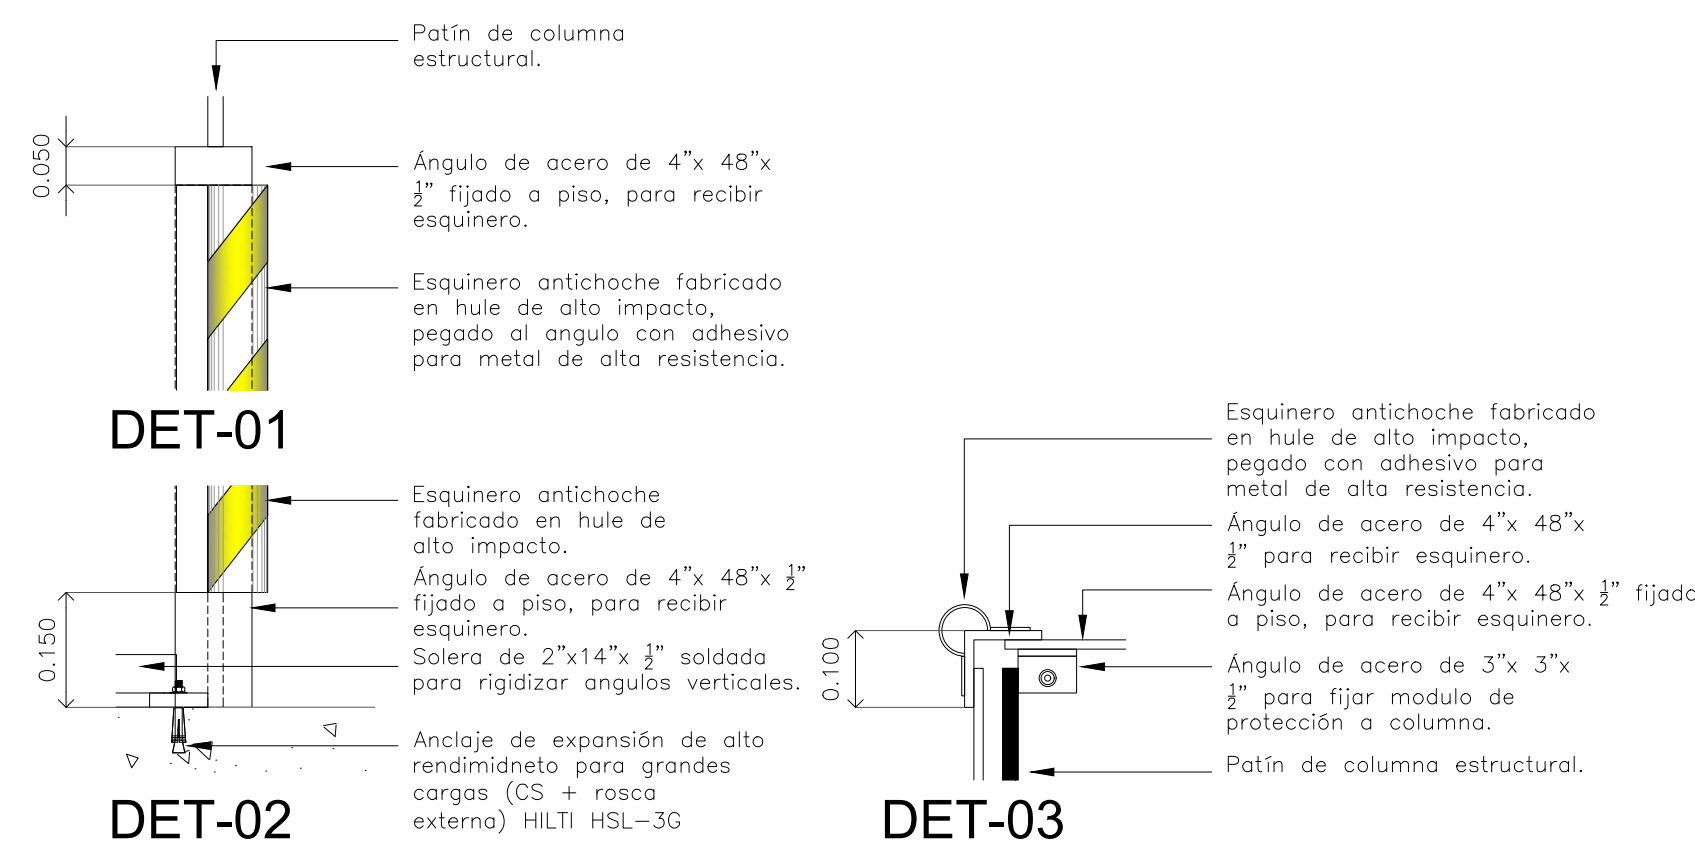 Patín de columna
estructural.
0.050
Ángulo de acero de 4”x 48”x
½” fijado a piso, para recibir
esquinero.
Esquinero antichoche fabricado
en hule de alto impacto,
pegado al angulo con adhesivo
para metal de alta resistencia.
DET-01
Esquinero antichoche
fabricado en hule de
alto impacto.
Ángulo de acero de 4”x 48”x ½”
fijado a piso, para recibir
esquinero.
0.150
Solera de 2”x14”x ½” soldada
para rigidizar angulos verticales.
Anclaje de expansión de alto
rendimidneto para grandes
cargas (CS + rosca
externa) HILTI HSL-3G
DET-02
Esquinero antichoche fabricado
en hule de alto impacto,
pegado con adhesivo para
metal de alta resistencia.
Ángulo de acero de 4”x 48”x
½” para recibir esquinero.
Ángulo de acero de 4”x 48”x ½” fijado
a piso, para recibir esquinero.
0.100
Ángulo de acero de 3”x 3”x
½” para fijar modulo de
protección a columna.
Patín de columna estructural.
DET-03